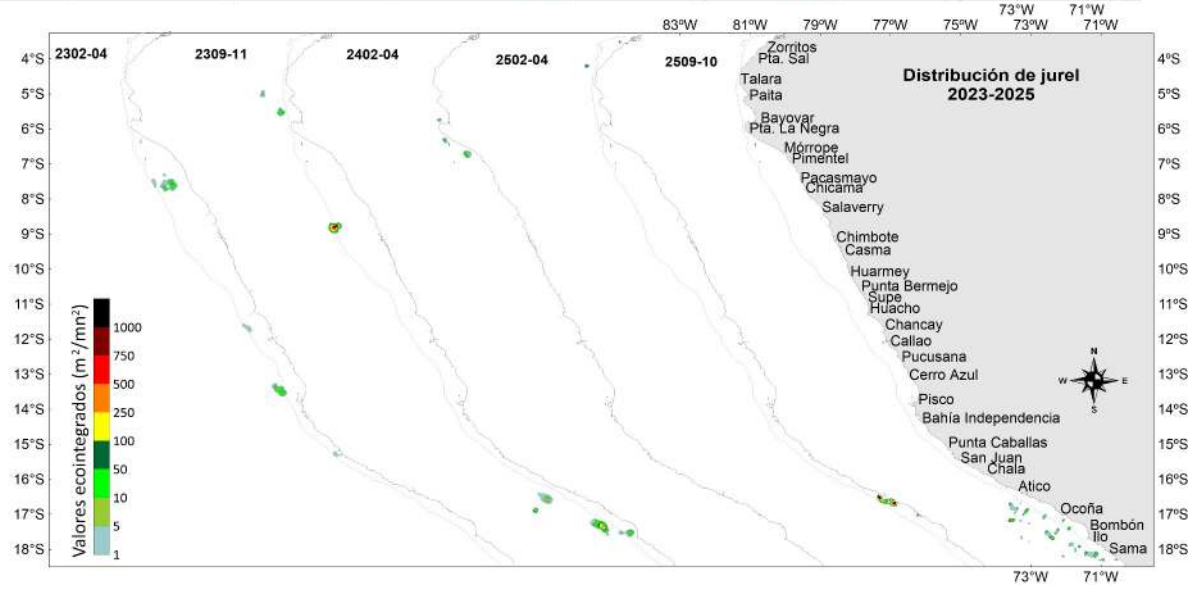 73°W 71°W
83°W 81°W 79°W 77°W 75°W 73°W 71°W
2302-04 2309-11 2402-04 2502-04 2509-10
Distribución de jurel
2023-2025
4°S
5°S
6°S
7°S
8°S
9°S
10°S
11°S
12°S
13°S
14°S
15°S
16°S
17°S
18°S
Zorritos
Pta. Sal
Talara
Paita
Bayovar
Pta. La Negra
Mórrope
Pimentel
Pacasmayo
Chicama
Salaverry
Chimbote
Casma
Huarmey
Punta Bermejo
Supe
Huacho
Chancay
Callao
Pucusana
Cerro Azul
Pisco
Bahía Independencia
Punta Caballas
San Juan
Chala
Atico
Ocoña
Bombón
Ilo
Sama
4°S
5°S
6°S
7°S
8°S
9°S
10°S
11°S
12°S
13°S
14°S
15°S
16°S
17°S
18°S
Valores ecointegrados (m²/mn²)
1000
750
500
250
100
50
10
5
1
N
W E
S
73°W 71°W